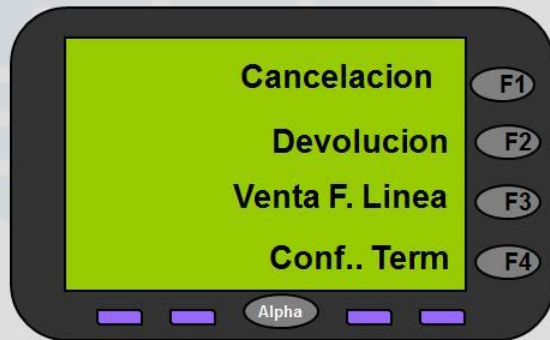 Cancelacion F1
Devolucion F2
Venta F. Linea F3
Conf.. Term F4
Alpha